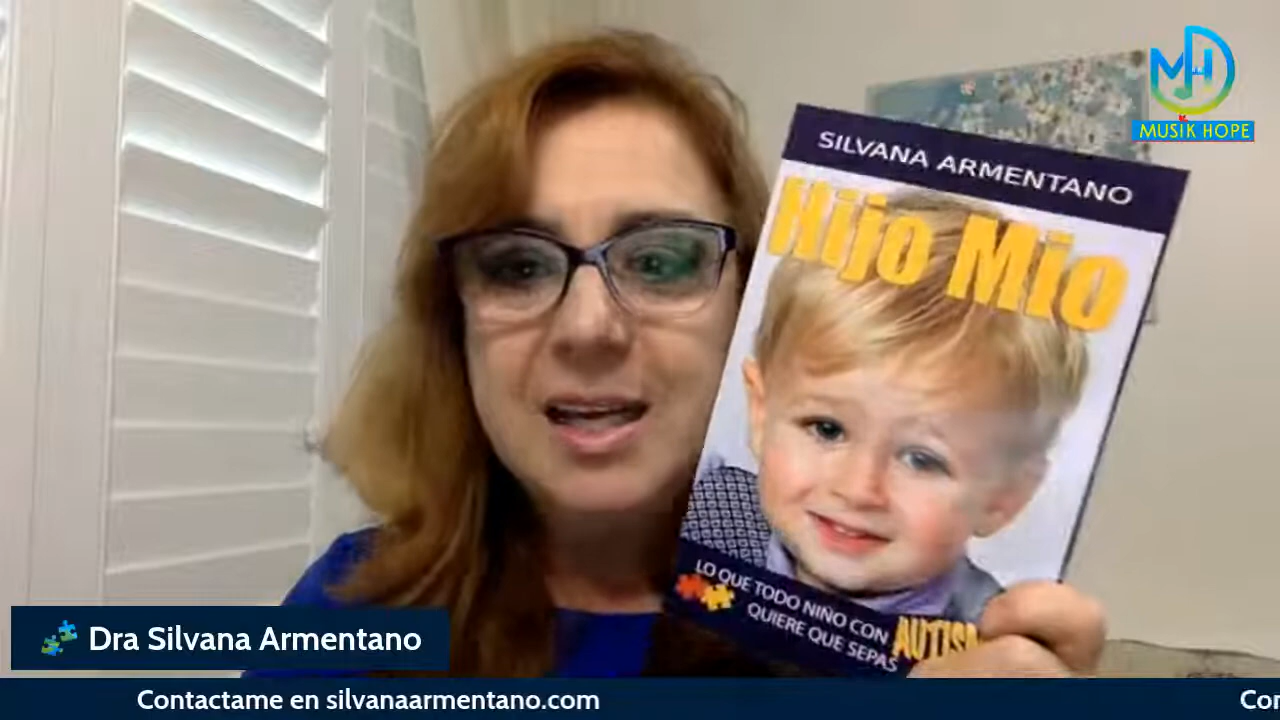 MH
MUSIK HOPE
SILVANA ARMENTANO
Hijo Mio
LO QUE TODO NIÑO CON
QUIERE QUE SEPAS
Dra Silvana Armentano
Contactame en silvanaarmentano.com